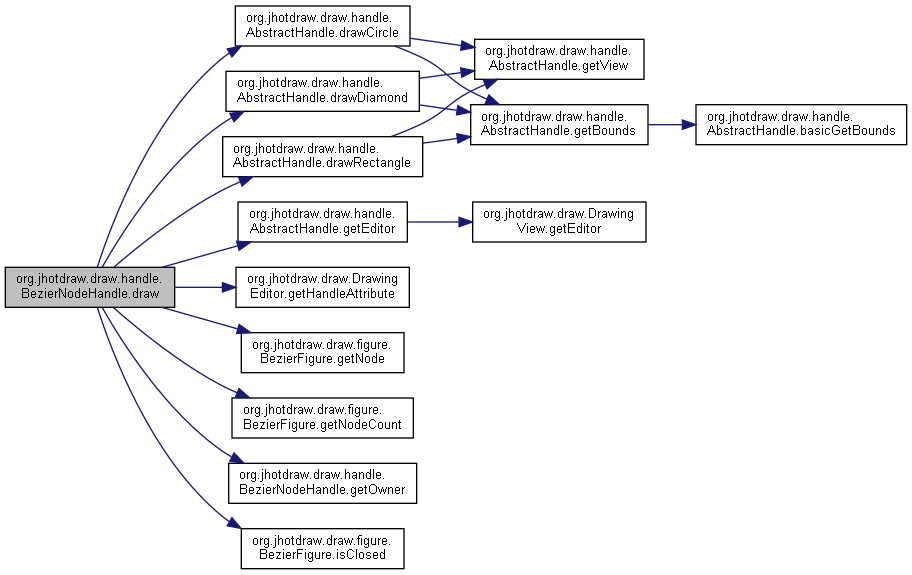 org.jhotdraw.draw.handle.
AbstractHandle.drawCircle
org.jhotdraw.draw.handle.
AbstractHandle.getView
org.jhotdraw.draw.handle.
AbstractHandle.drawDiamond
org.jhotdraw.draw.handle.
AbstractHandle.getBounds
org.jhotdraw.draw.handle.
AbstractHandle.basicGetBounds
org.jhotdraw.draw.handle.
AbstractHandle.drawRectangle
org.jhotdraw.draw.handle.
AbstractHandle.getEditor
org.jhotdraw.draw.Drawing
View.getEditor
org.jhotdraw.draw.handle.
BezierNodeHandle.draw
org.jhotdraw.draw.Drawing
Editor.getHandleAttribute
org.jhotdraw.draw.figure.
BezierFigure.getNode
org.jhotdraw.draw.figure.
BezierFigure.getNodeCount
org.jhotdraw.draw.handle.
BezierNodeHandle.getOwner
org.jhotdraw.draw.figure.
BezierFigure.isClosed